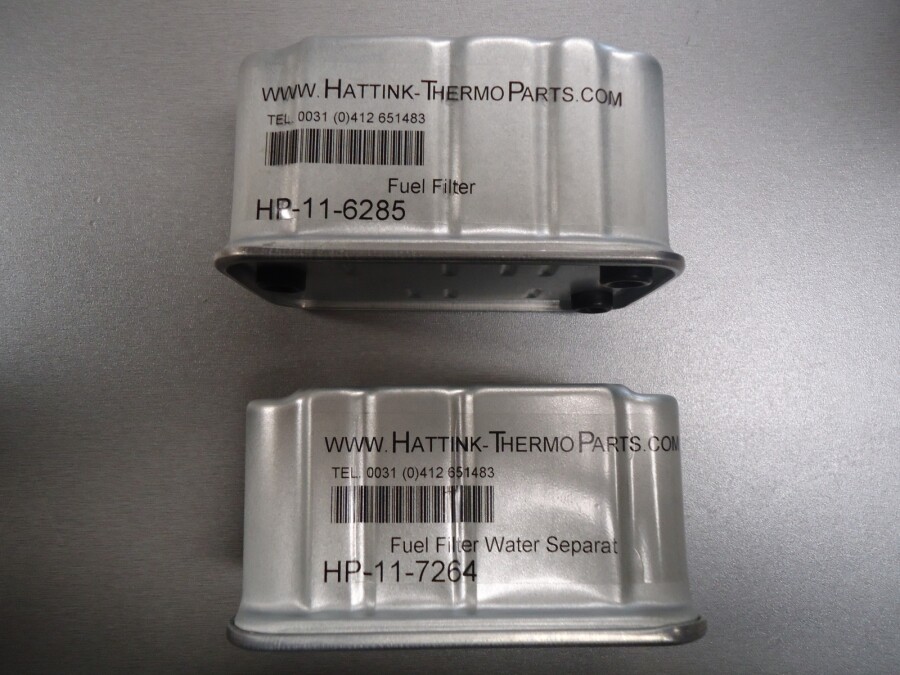 WWW.HATTINK-THERMOPARTS.COM
TEL. 0031 (0)412 651483
Fuel Filter
HP-11-6285
WWW.HATTINK-THERMOPARTS.COM
TEL. 0031 (0)412 651483
Fuel Filter Water Separat
HP-11-7264